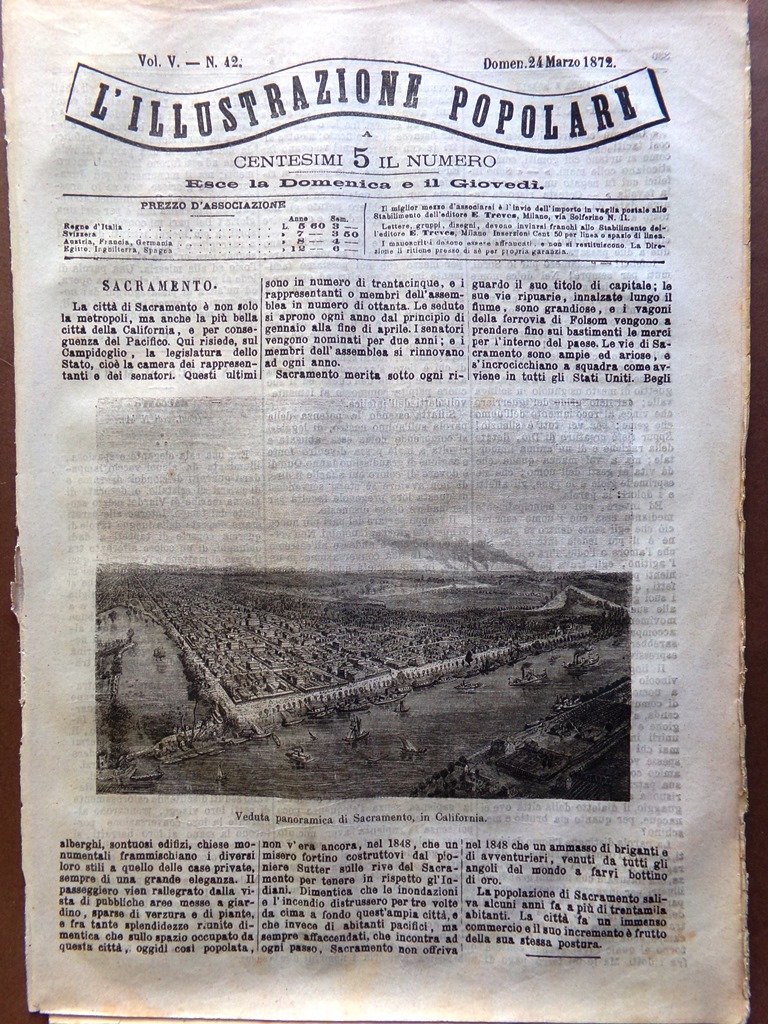 Vol. V. — N. 42.
Domen. 24 Marzo 1872.
L'ILLUSTRAZIONE POPOLARE
A
CENTESIMI 5 IL NUMERO
Esce la Domenica e il Giovedì.
PREZZO D'ASSOCIAZIONE
Anno Sem.
Regno d'Italia L. 5 60 3 —
Svizzera » 7 — 3 50
Austria, Francia, Germania » 8 — 4 —
Egitto, Inghilterra, Spagna » 12 — 6 —
Il miglior mezzo d'associarsi è l'invio dell'importo in vaglia postale allo
Stabilimento dell'editore E. Treves, Milano, via Solferino N. 11.
Lettere, gruppi, disegni, devono inviarsi franchi allo Stabilimento del-
l'editore E. Treves, Milano. Inserzioni Cent. 50 per linea o spazio di linea.
I manoscritti devono essere affrancati, e non si restituiscono. La Dire-
zione li ritiene presso di sè per propria garanzia.
SACRAMENTO.
La città di Sacramento è non solo
la metropoli, ma anche la più bella
città della California, e per conse-
guenza del Pacifico. Qui risiede, sul
Campidoglio, la legislatura dello
Stato, cioè la camera dei rappresen-
tanti e dei senatori. Questi ultimi
sono in numero di trentacinque, e i
rappresentanti o membri dell'assem-
blea in numero di ottanta. Le sedute
si aprono ogni anno dal principio di
gennaio alla fine di aprile. I senatori
vengono nominati per due anni; e i
membri dell'assemblea si rinnovano
ad ogni anno.
Sacramento merita sotto ogni ri-
guardo il suo titolo di capitale; le
sue vie ripuarie, innalzate lungo il
fiume, sono grandiose, e i vagoni
della ferrovia di Folsom vengono a
prendere fino sui bastimenti le merci
per l'interno del paese. Le vie di Sa-
cramento sono ampie ed ariose, e
s'incrocicchiano a squadra come av-
viene in tutti gli Stati Uniti. Begli
Veduta panoramica di Sacramento, in California.
alberghi, sontuosi edifizi, chiese mo-
numentali frammischiano i diversi
loro stili a quello delle case private,
sempre di una grande eleganza. Il
passeggiero vien rallegrato dalla vi-
sta di pubbliche aree messe a giar-
dino, sparse di verzura e di piante,
e fra tante splendidezze riunite di-
mentica che sullo spazio occupato da
questa città, oggidì così popolata,
non v'era ancora, nel 1848, che un
misero fortino costruttovi dal pio-
niere Sutter sulle rive del Sacra-
mento per tenere in rispetto gl'In-
diani. Dimentica che le inondazioni
e l'incendio distrussero per tre volte
da cima a fondo quest'ampia città, e
che invece di abitanti pacifici, ma
sempre affaccendati, che incontra ad
ogni passo, Sacramento non offriva
nel 1848 che un ammasso di briganti e
di avventurieri, venuti da tutti gli
angoli del mondo a farvi bottino
di oro.
La popolazione di Sacramento sali-
va alcuni anni fa a più di trentamila
abitanti. La città fa un immenso
commercio e il suo incremento è frutto
della sua stessa postura.